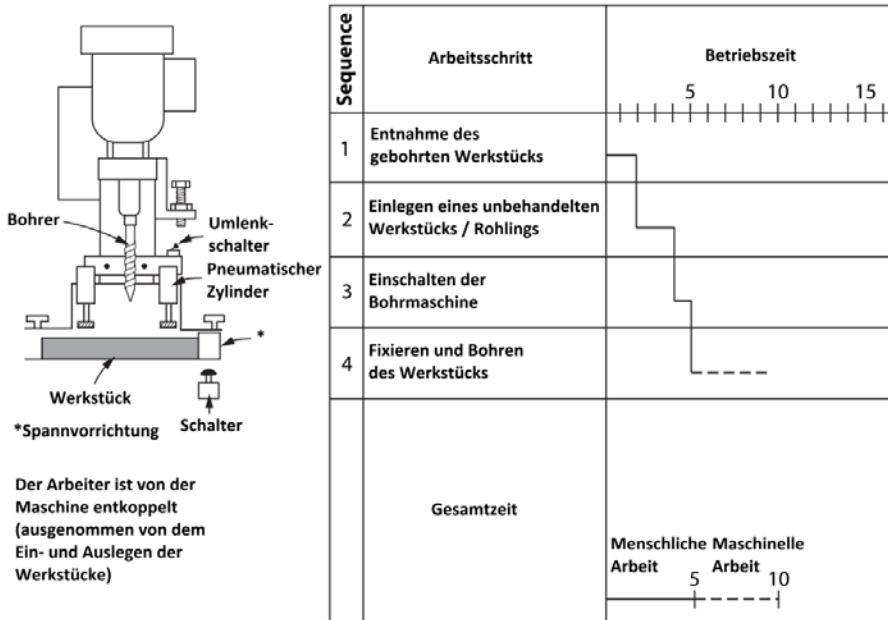 Bohrer
Umlenk-
schalter
Pneumatischer
Zylinder
*
Werkstück
Schalter
*Spannvorrichtung
Der Arbeiter ist von der
Maschine entkoppelt
(ausgenommen von dem
Ein- und Auslegen der
Werkstücke)
Sequence
Arbeitsschritt
Betriebszeit
5 10 15
1
Entnahme des
gebohrten Werkstücks
2
Einlegen eines unbehandelten
Werkstücks / Rohlings
3
Einschalten der
Bohrmaschine
4
Fixieren und Bohren
des Werkstücks
Gesamtzeit
Menschliche
Arbeit
Maschinelle
Arbeit
5 10